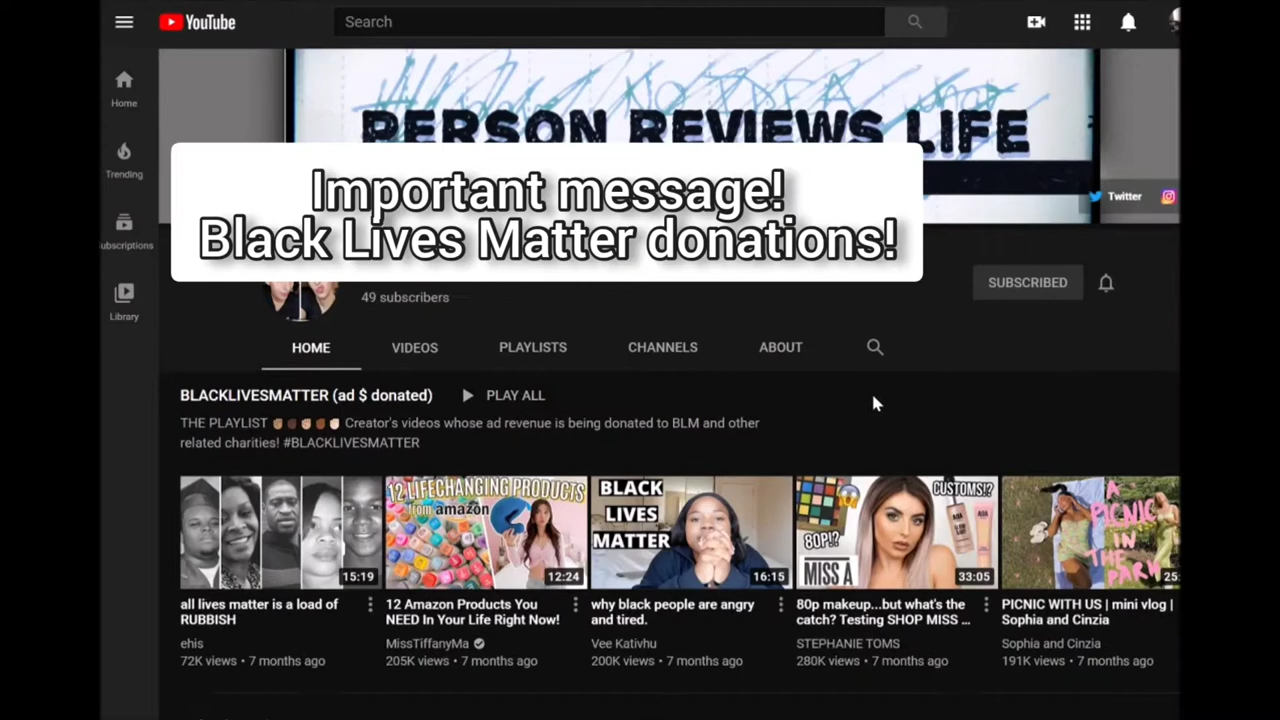 YouTube
Search
Home
Trending
Subscriptions
Library
PERSON REVIEWS LIFE
Twitter
Important message!
Black Lives Matter donations!
49 subscribers
SUBSCRIBED
HOME
VIDEOS
PLAYLISTS
CHANNELS
ABOUT
BLACKLIVESMATTER (ad $ donated)
PLAY ALL
THE PLAYLIST ✊🏽✊🏿✊🏼✊🏾✊🏻 Creator's videos whose ad revenue is being donated to BLM and other
related charities! #BLACKLIVESMATTER
15:19
all lives matter is a load of
RUBBISH
ehis
72K views • 7 months ago
12 LIFECHANGING PRODUCTS
from amazon
12:24
12 Amazon Products You
NEED In Your Life Right Now!
MissTiffanyMa
205K views • 7 months ago
BLACK
LIVES
MATTER
16:15
why black people are angry
and tired.
Vee Kativhu
200K views • 7 months ago
CUSTOMS!?
80P!?
MISS A
33:05
80p makeup...but what's the
catch? Testing SHOP MISS ...
STEPHANIE TOMS
280K views • 7 months ago
A
PICNIC
IN
THE
PARK
25:
PICNIC WITH US | mini vlog |
Sophia and Cinzia
Sophia and Cinzia
191K views • 7 months ago